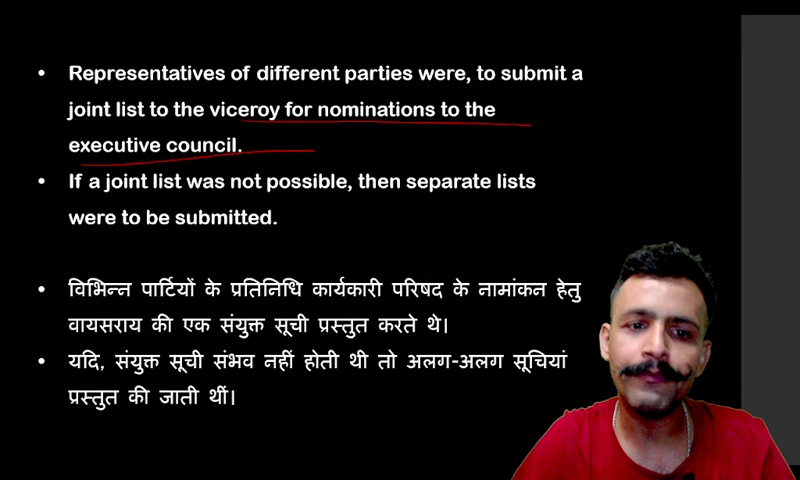 Representatives of different parties were, to submit a
joint list to the viceroy for nominations to the
executive council.
If a joint list was not possible, then separate lists
were to be submitted.
विभिन्न पार्टियों के प्रतिनिधि कार्यकारी परिषद के नामांकन हेतु
वायसराय की एक संयुक्त सूची प्रस्तुत करते थे।
यदि, संयुक्त सूची संभव नहीं होती थी तो अलग-अलग सूचियां
प्रस्तुत की जाती थीं।